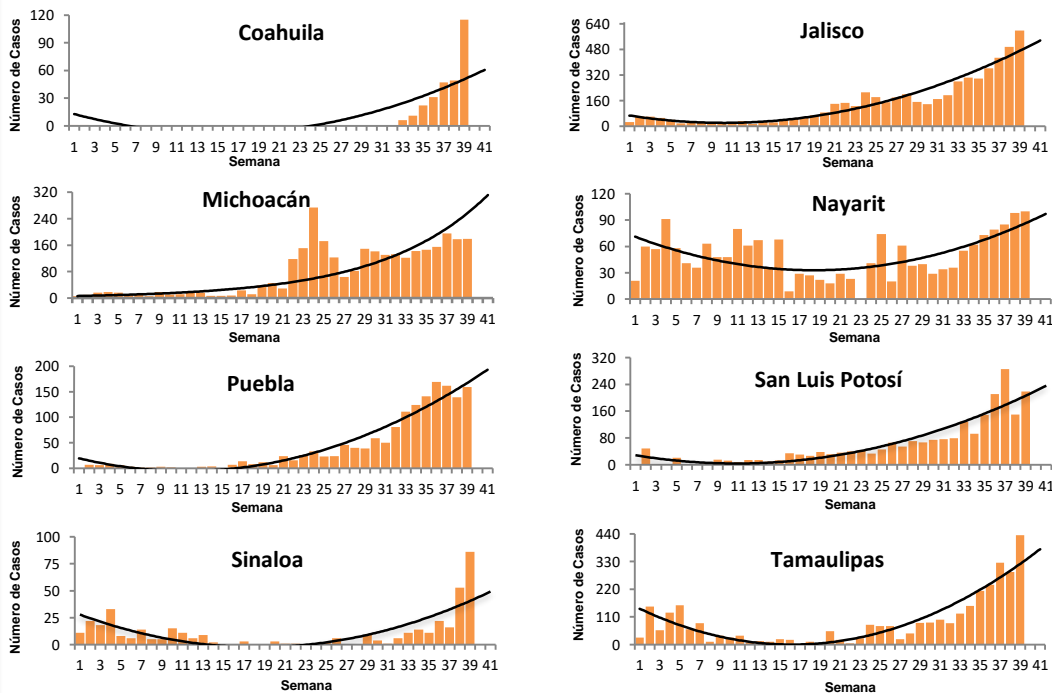 Coahuila
Número de Casos
120
90
60
30
0
1 3 5 7 9 11 13 15 17 19 21 23 25 27 29 31 33 35 37 39 41
Semana
Jalisco
Número de Casos
640
480
320
160
0
1 3 5 7 9 11 13 15 17 19 21 23 25 27 29 31 33 35 37 39 41
Semana
Michoacán
Número de Casos
320
240
160
80
0
1 3 5 7 9 11 13 15 17 19 21 23 25 27 29 31 33 35 37 39 41
Semana
Nayarit
Número de Casos
120
90
60
30
0
1 3 5 7 9 11 13 15 17 19 21 23 25 27 29 31 33 35 37 39 41
Semana
Puebla
Número de Casos
200
150
100
50
0
1 3 5 7 9 11 13 15 17 19 21 23 25 27 29 31 33 35 37 39 41
Semana
San Luis Potosí
Número de Casos
320
240
160
80
0
1 3 5 7 9 11 13 15 17 19 21 23 25 27 29 31 33 35 37 39 41
Semana
Sinaloa
Número de Casos
100
75
50
25
0
1 3 5 7 9 11 13 15 17 19 21 23 25 27 29 31 33 35 37 39 41
Semana
Tamaulipas
Número de Casos
440
330
220
110
0
1 3 5 7 9 11 13 15 17 19 21 23 25 27 29 31 33 35 37 39 41
Semana